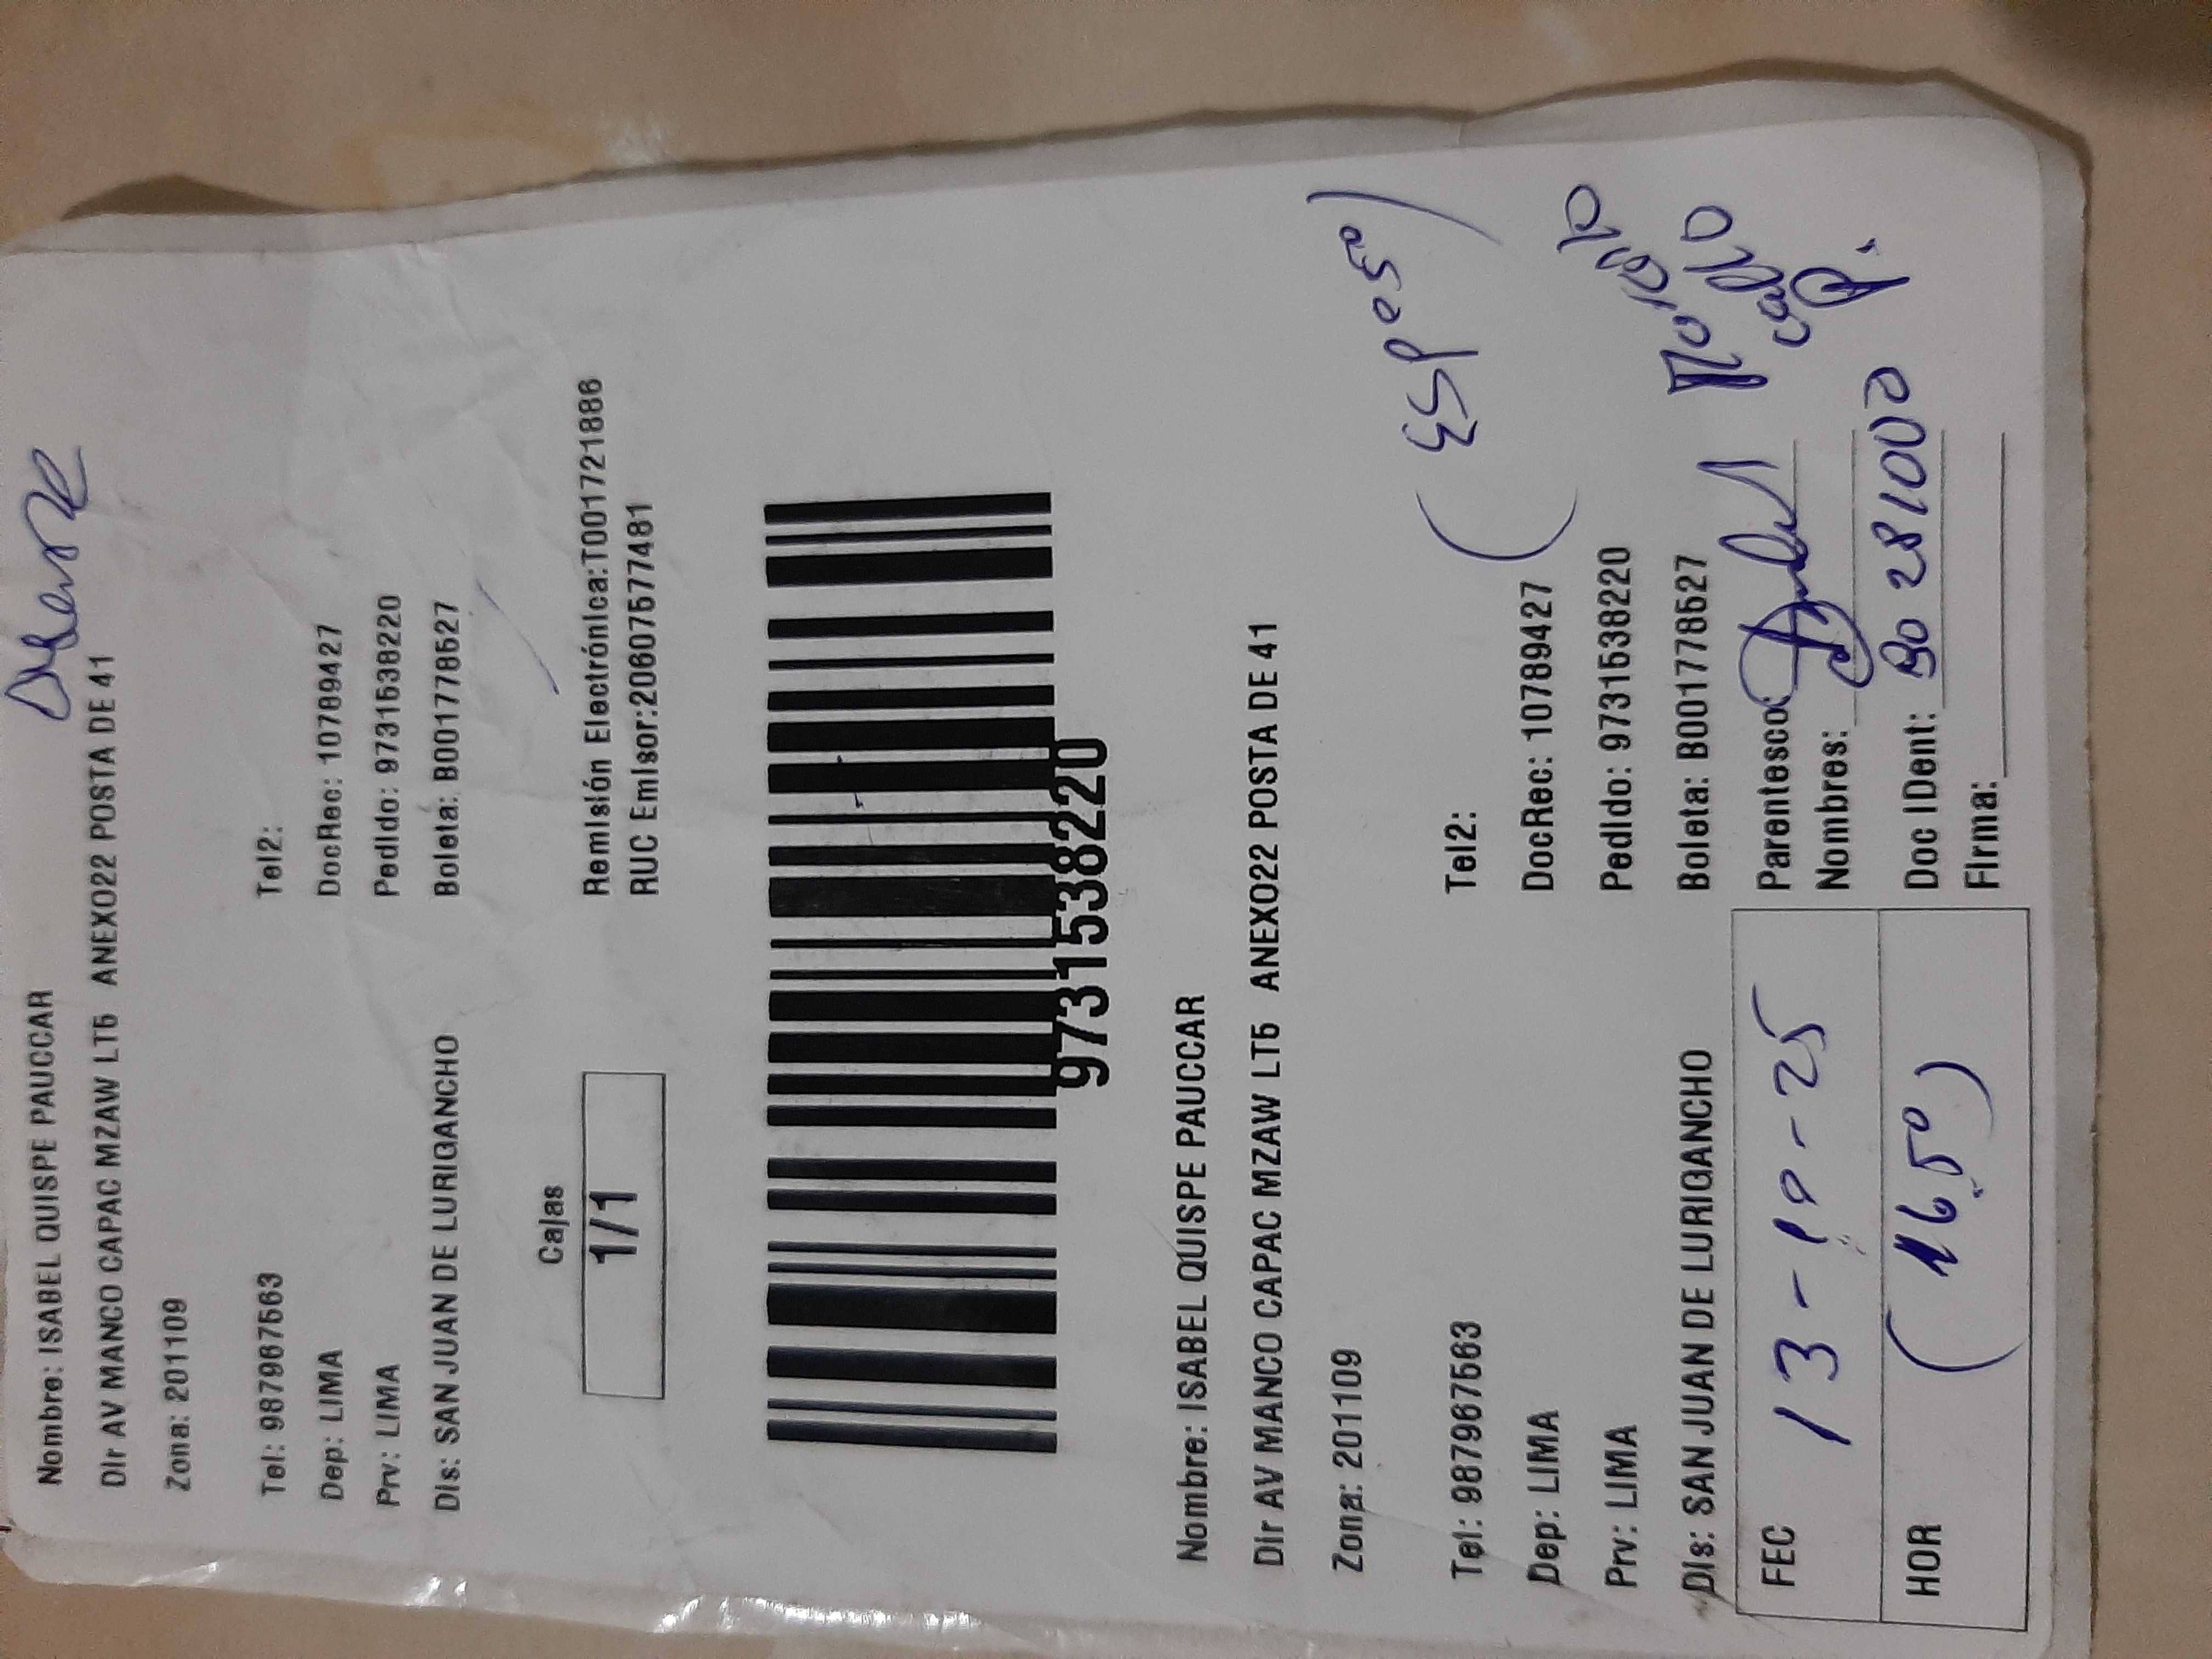 Nombre: ISABEL QUISPE PAUCCAR
Dir AV MANCO CAPAC MZAW LT5 ANEXO22 POSTA DE 41
Zona: 201109
Tel: 987967563
Tel2:
Dep: LIMA
DocRec: 10789427
Prv: LIMA
Pedido: 9731538220
Dis: SAN JUAN DE LURIGANCHO
Boleta: B001778527
Cajas
1/1
Remisión Electrónica:T001721886
RUC Emisor:20607577481
9731538220
Nombre: ISABEL QUISPE PAUCCAR
Dir AV MANCO CAPAC MZAW LT5 ANEXO22 POSTA DE 41
Zona: 201109
(Esposo)
Tel: 987967563
Tel2:
Dep: LIMA
DocRec: 10789427
Prv: LIMA
Pedido: 9731538220
Dis: SAN JUAN DE LURIGANCHO
Boleta: B001778527
FEC 13-10-25
Parentesco:
Nombres:
HOR (16:50)
Doc IDent:
Firma: